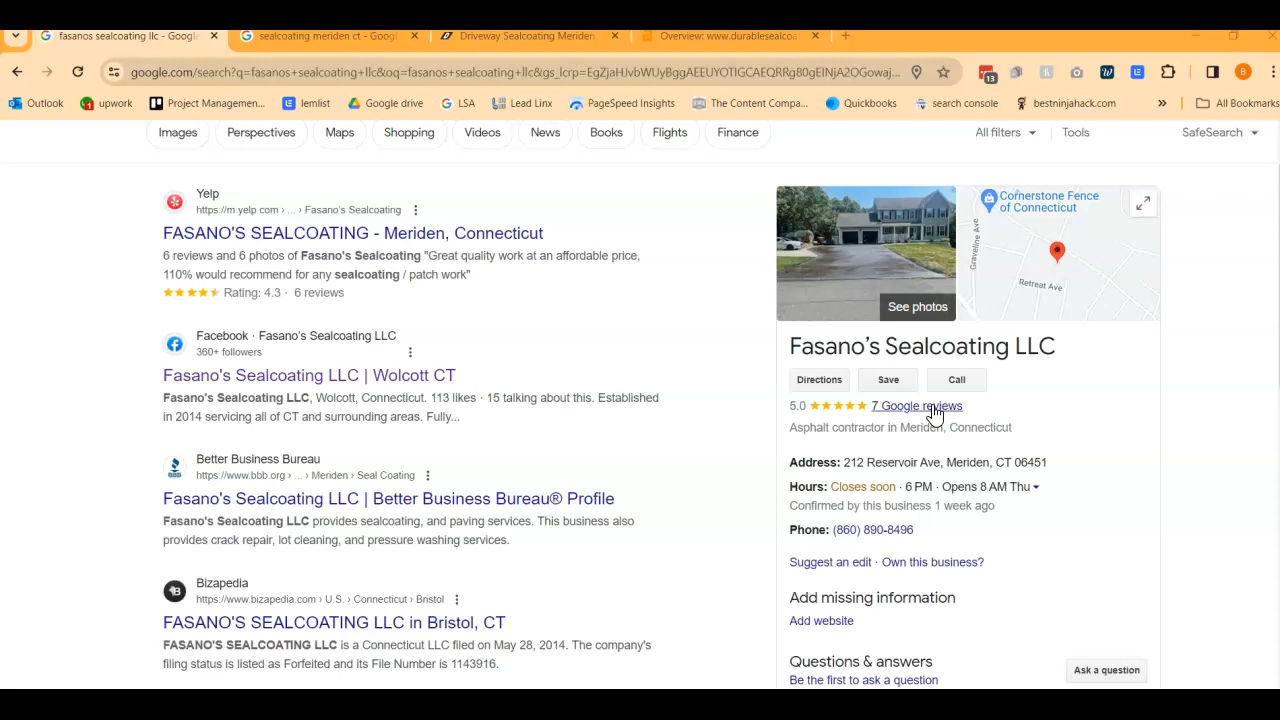 fasanos sealcoating llc - Google
sealcoating meriden ct - Googl
Driveway Sealcoating Meriden
Overview: www.durablesealcoa
google.com/search?q=fasanos+sealcoating+llc&oq=fasanos+sealcoating+llc&gs_lcrp=EgZjaHJvbWUyBggAEEUYOTIGCAEQRRg80gEINjA2OGowaj...
13
B
Outlook
upwork
Project Managemen...
lemlist
Google drive
LSA
Lead Linx
PageSpeed Insights
The Content Compa...
Quickbooks
search console
bestninjahack.com
»
All Bookmarks
Images
Perspectives
Maps
Shopping
Videos
News
Books
Flights
Finance
All filters
Tools
SafeSearch
Yelp
https://m.yelp.com › ... › Fasano's Sealcoating
FASANO'S SEALCOATING - Meriden, Connecticut
6 reviews and 6 photos of Fasano's Sealcoating "Great quality work at an affordable price,
110% would recommend for any sealcoating / patch work"
Rating: 4.3 · 6 reviews
Facebook · Fasano's Sealcoating LLC
360+ followers
Fasano's Sealcoating LLC | Wolcott CT
Fasano's Sealcoating LLC, Wolcott, Connecticut. 113 likes · 15 talking about this. Established
in 2014 servicing all of CT and surrounding areas. Fully...
Better Business Bureau
https://www.bbb.org › ... › Meriden › Seal Coating
Fasano's Sealcoating LLC | Better Business Bureau® Profile
Fasano's Sealcoating LLC provides sealcoating, and paving services. This business also
provides crack repair, lot cleaning, and pressure washing services.
Bizapedia
https://www.bizapedia.com › U.S. › Connecticut › Bristol
FASANO'S SEALCOATING LLC in Bristol, CT
FASANO'S SEALCOATING LLC is a Connecticut LLC filed on May 28, 2014. The company's
filing status is listed as Forfeited and its File Number is 1143916.
See photos
Cornerstone Fence
of Connecticut
Graveline Ave
Retreat Ave
Fasano's Sealcoating LLC
Directions
Save
Call
5.0
7 Google reviews
Asphalt contractor in Meriden, Connecticut
Address: 212 Reservoir Ave, Meriden, CT 06451
Hours: Closes soon · 6 PM · Opens 8 AM Thu
Confirmed by this business 1 week ago
Phone: (860) 890-8496
Suggest an edit · Own this business?
Add missing information
Add website
Questions & answers
Be the first to ask a question
Ask a question